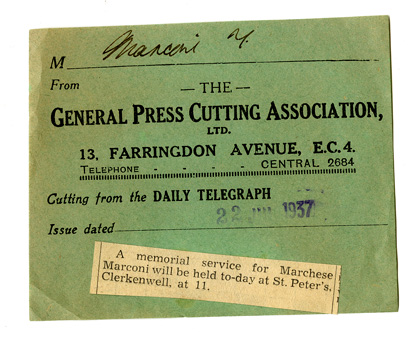 M Marconi
From
— THE —
GENERAL PRESS CUTTING ASSOCIATION,
LTD.
13, FARRINGDON AVENUE, E.C.4.
TELEPHONE - - - - CENTRAL 2684
Cutting from the DAILY TELEGRAPH
Issue dated 22 JUL 1937
A memorial service for Marchese
Marconi will be held to-day at St. Peter's,
Clerkenwell, at 11.